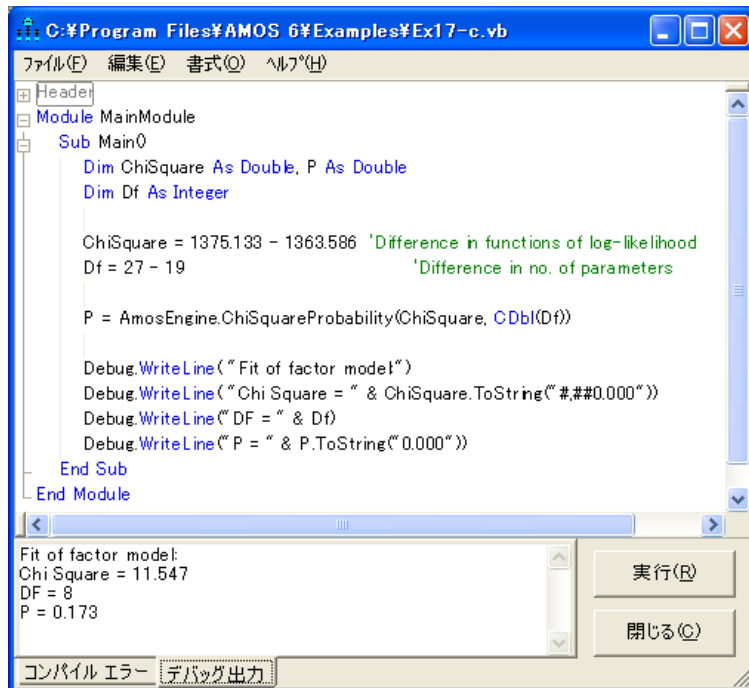 C:¥Program Files¥AMOS 6¥Examples¥Ex17-c.vb
ファイル(F) 編集(E) 書式(O) ヘルプ(H)
Header
Module MainModule
Sub Main()
Dim ChiSquare As Double, P As Double
Dim Df As Integer
ChiSquare = 1375.133 - 1363.586 'Difference in functions of log-likelihood
Df = 27 - 19 'Difference in no. of parameters
P = AmosEngine.ChiSquareProbability(ChiSquare, CDbl(Df))
Debug.WriteLine("Fit of factor model:")
Debug.WriteLine("Chi Square = " & ChiSquare.ToString("#,##0.000"))
Debug.WriteLine("DF = " & Df)
Debug.WriteLine("P = " & P.ToString("0.000"))
End Sub
End Module
Fit of factor model:
Chi Square = 11.547
DF = 8
P = 0.173
実行(R)
閉じる(C)
コンパイル エラー デバッグ出力